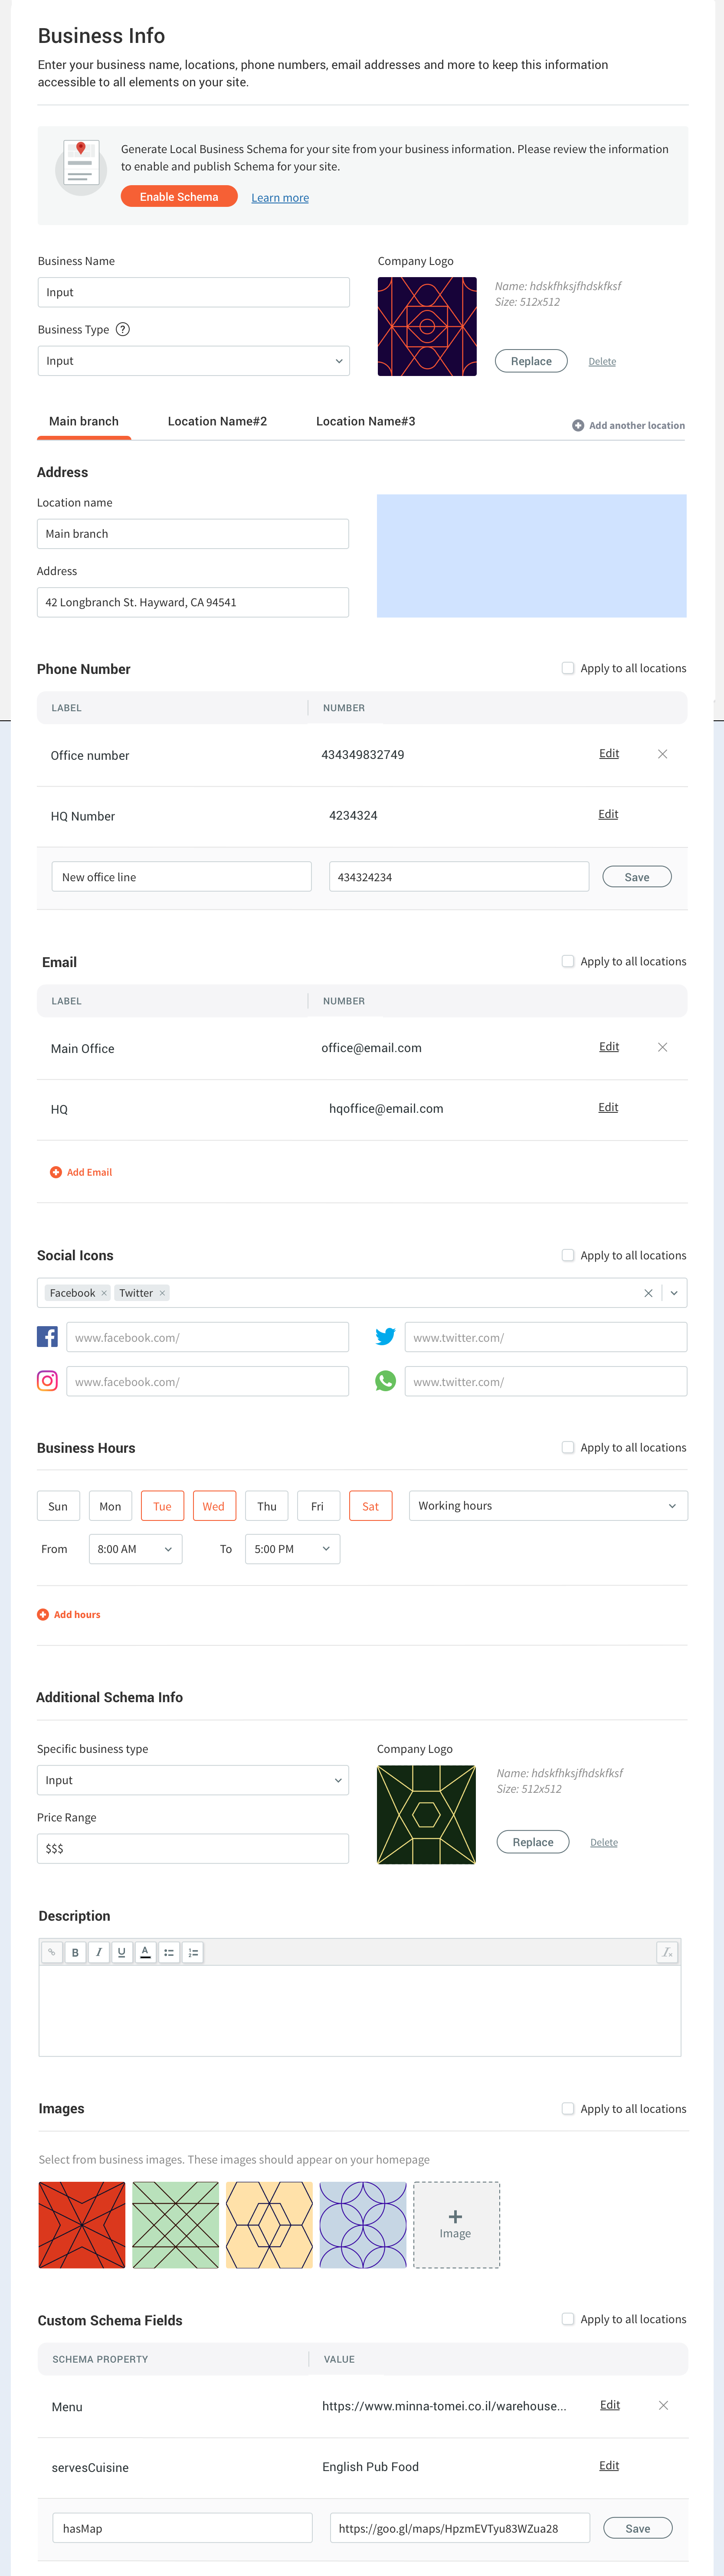 Business Info
Enter your business name, locations, phone numbers, email addresses and more to keep this information
accessible to all elements on your site.
Generate Local Business Schema for your site from your business information. Please review the information
to enable and publish Schema for your site.
Enable Schema
Learn more
Business Name
Company Logo
Input
Name: hdskfhksjfhdskfksf
Size: 512x512
Business Type ?
Input
Replace
Delete
Main branch
Location Name#2
Location Name#3
Add another location
Address
Location name
Main branch
Address
42 Longbranch St. Hayward, CA 94541
Phone Number
Apply to all locations
LABEL
NUMBER
Office number
434349832749
Edit
HQ Number
4234324
Edit
New office line
434324234
Save
Email
Apply to all locations
LABEL
NUMBER
Main Office
office@email.com
Edit
HQ
hqoffice@email.com
Edit
Add Email
Social Icons
Apply to all locations
Facebook
Twitter
www.facebook.com/
www.twitter.com/
www.facebook.com/
www.twitter.com/
Business Hours
Apply to all locations
Sun
Mon
Tue
Wed
Thu
Fri
Sat
Working hours
From
8:00 AM
To
5:00 PM
Add hours
Additional Schema Info
Specific business type
Company Logo
Input
Name: hdskfhksjfhdskfksf
Size: 512x512
Price Range
$$$
Replace
Delete
Description
B
I
U
A
Images
Apply to all locations
Select from business images. These images should appear on your homepage
Image
Custom Schema Fields
Apply to all locations
SCHEMA PROPERTY
VALUE
Menu
https://www.minna-tomei.co.il/warehouse...
Edit
servesCuisine
English Pub Food
Edit
hasMap
https://goo.gl/maps/HpzmEVTyu83WZua28
Save